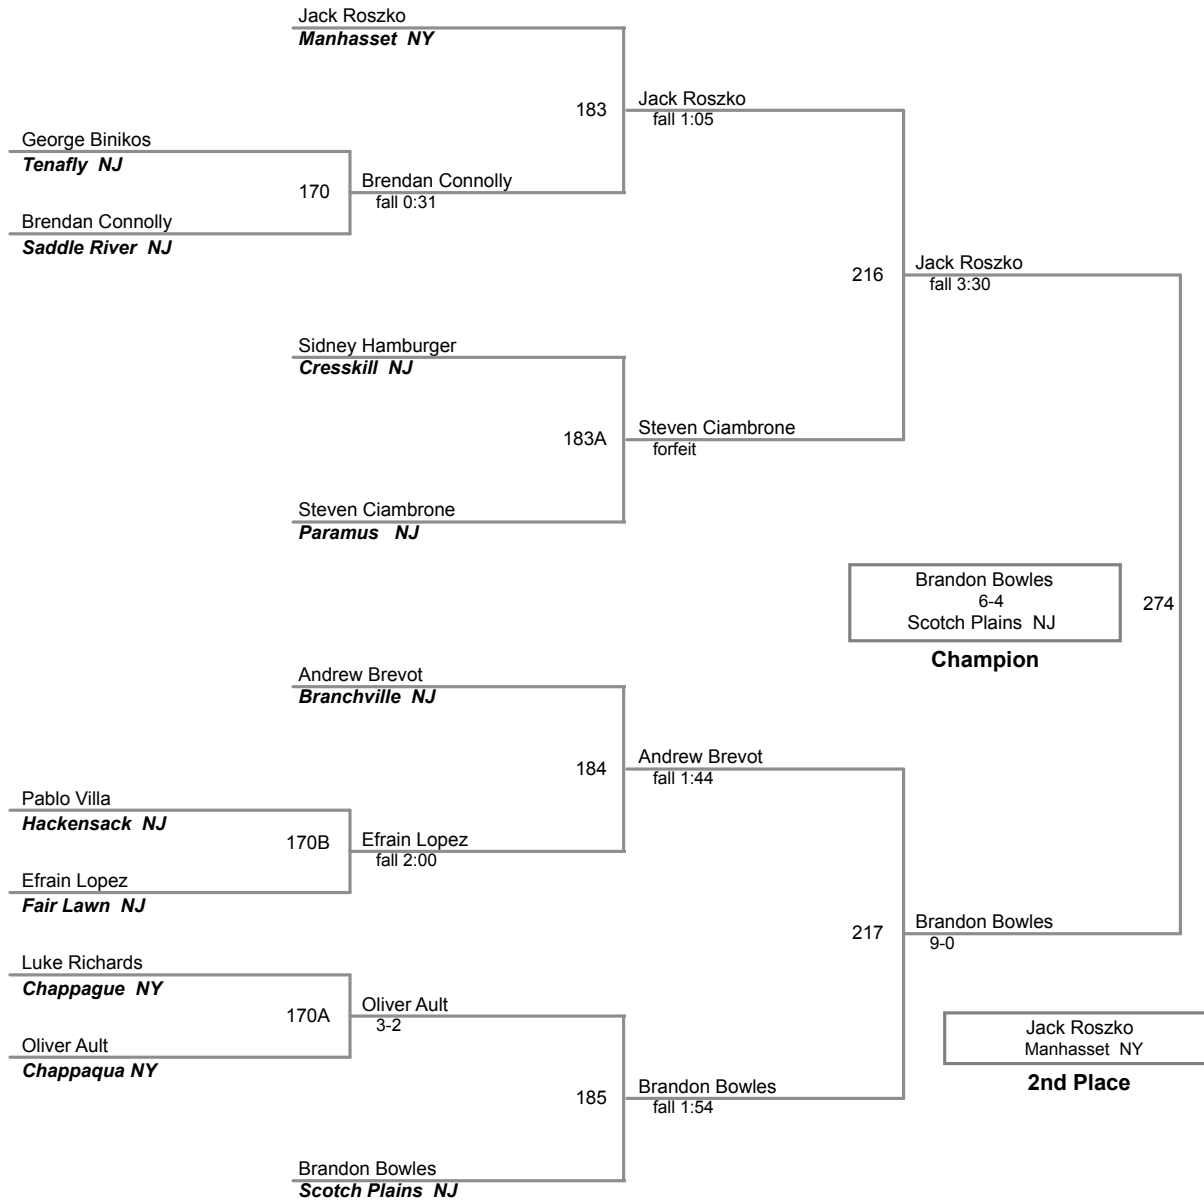 Jack Roszko
Manhasset  NY
183
Jack Roszko
fall 1:05
George Binikos
Tenafly  NJ
170
Brendan Connolly
fall 0:31
Brendan Connolly
Saddle River  NJ
216
Jack Roszko
fall 3:30
Sidney Hamburger
Cresskill  NJ
183A
Steven Ciambrone
forfeit
Steven Ciambrone
Paramus   NJ
Brandon Bowles
6-4
Scotch Plains  NJ
274
Champion
Andrew Brevot
Branchville  NJ
184
Andrew Brevot
fall 1:44
Pablo Villa
Hackensack  NJ
170B
Efrain Lopez
fall 2:00
Efrain Lopez
Fair Lawn  NJ
217
Brandon Bowles
9-0
Luke Richards
Chappague  NY
170A
Oliver Ault
3-2
Oliver Ault
Chappaqua NY
Jack Roszko
Manhasset  NY
2nd Place
185
Brandon Bowles
fall 1:54
Brandon Bowles
Scotch Plains  NJ